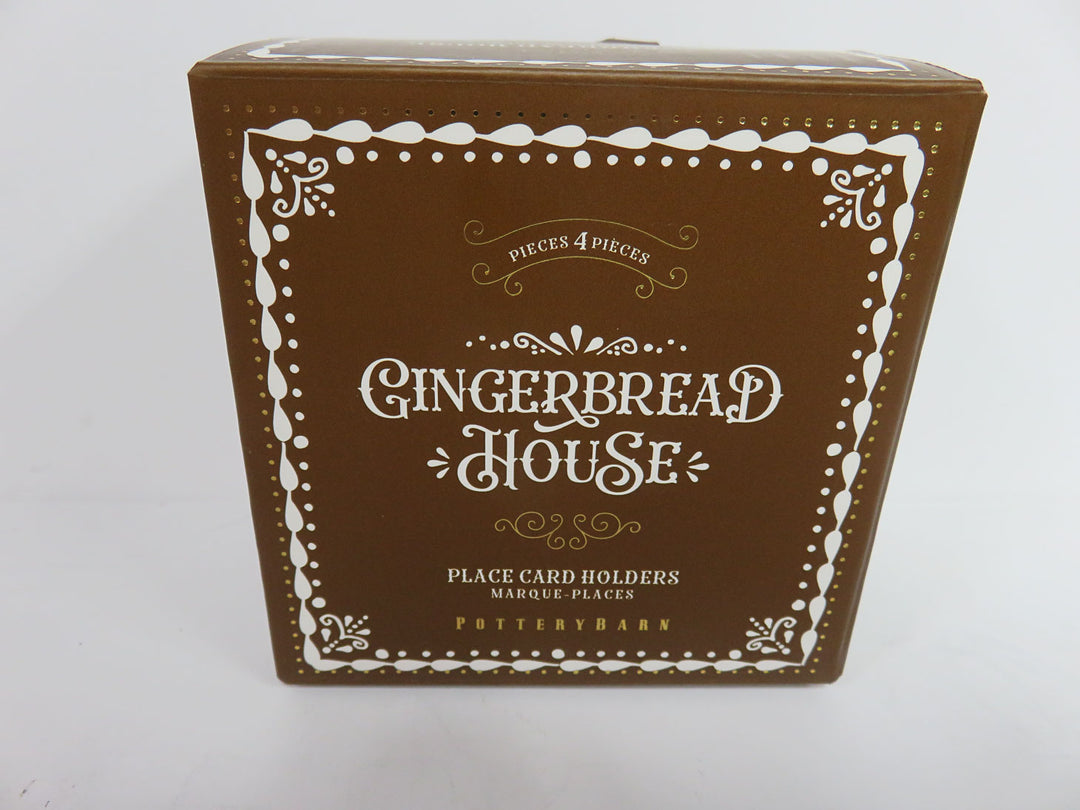 PIECES 4 PIÈCES
GINGERBREAD
HOUSE
PLACE CARD HOLDERS
MARQUE-PLACES
POTTERYBARN